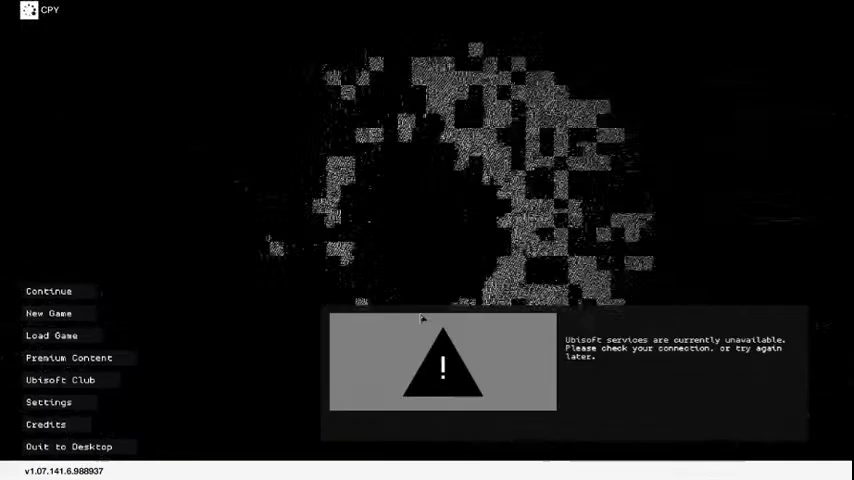 CPY
Continue
New Game
Load Game
Premium Content
Ubisoft Club
Settings
Credits
Quit to Desktop
!
Ubisoft services are currently unavailable.
Please check your connection, or try again
later.
v1.07.141.6.988937